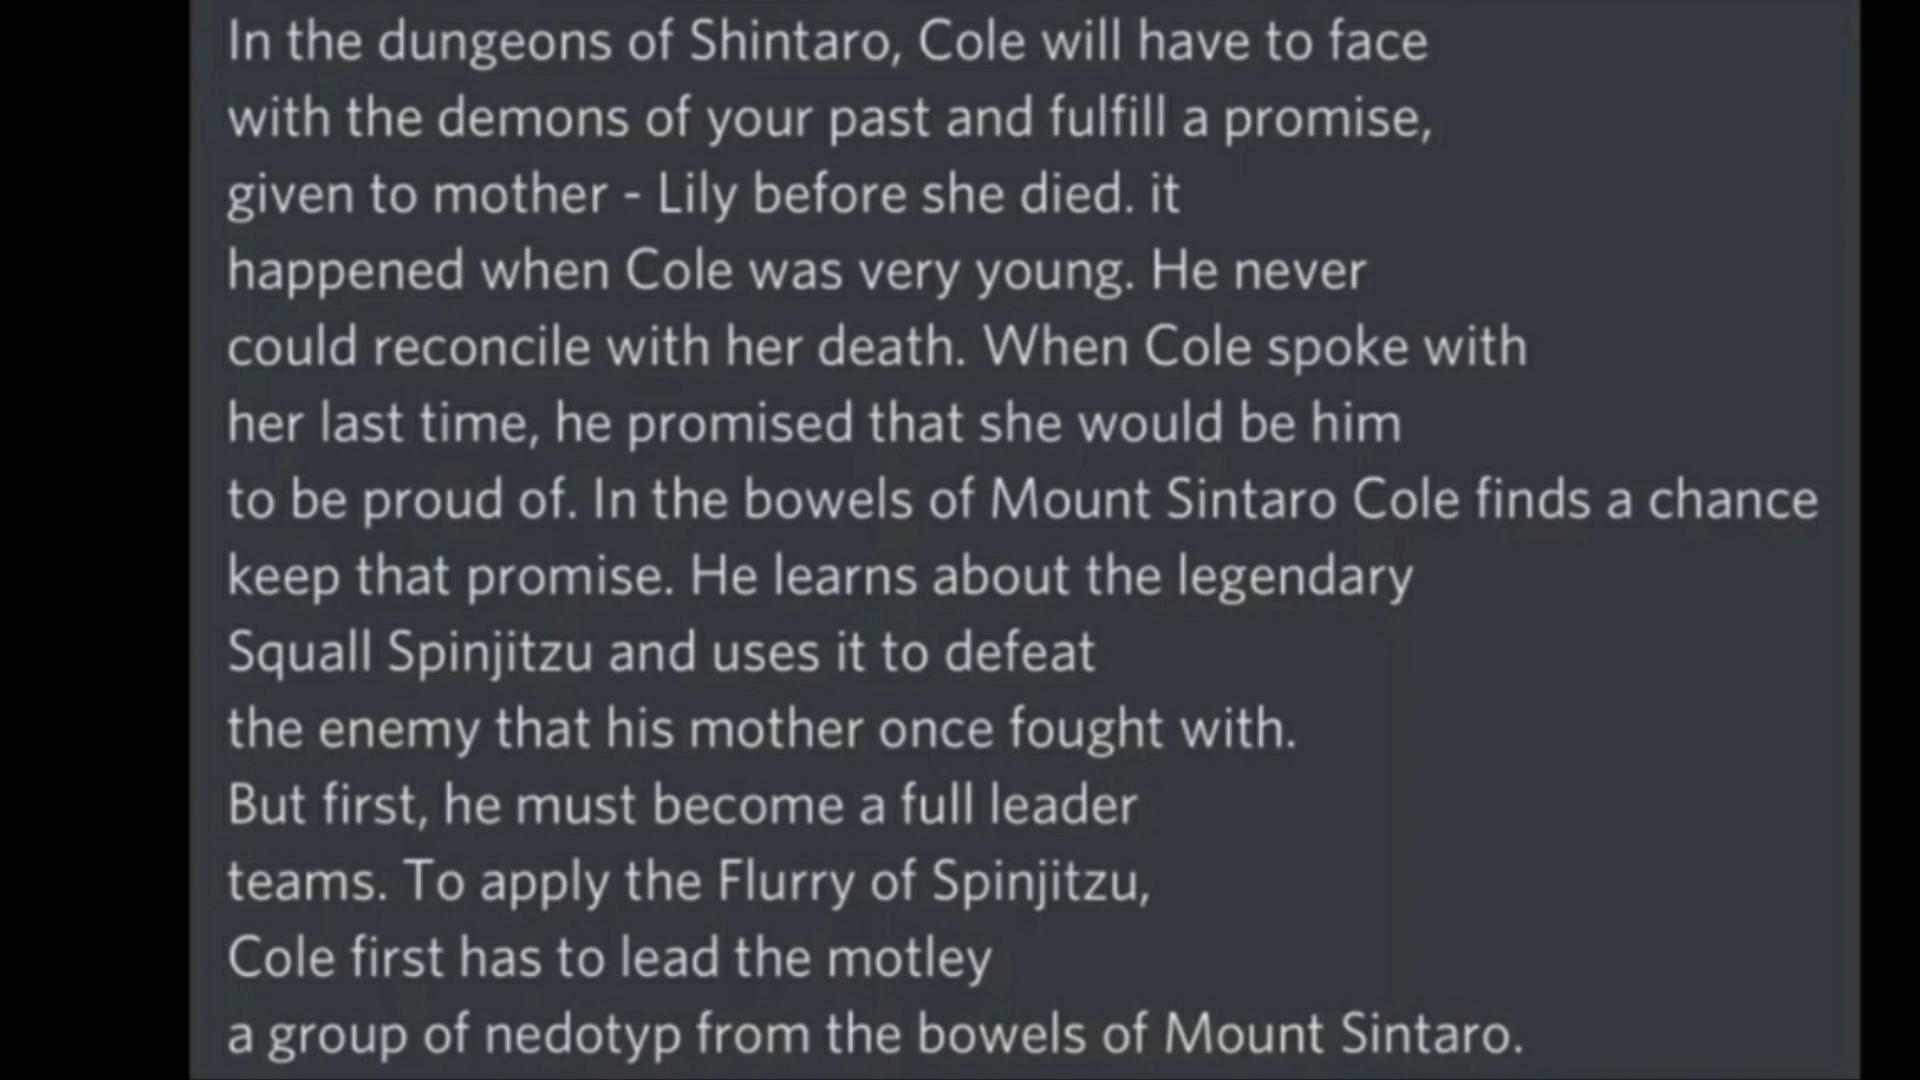 In the dungeons of Shintaro, Cole will have to face
with the demons of your past and fulfill a promise,
given to mother - Lily before she died. it
happened when Cole was very young. He never
could reconcile with her death. When Cole spoke with
her last time, he promised that she would be him
to be proud of. In the bowels of Mount Sintaro Cole finds a chance
keep that promise. He learns about the legendary
Squall Spinjitzu and uses it to defeat
the enemy that his mother once fought with.
But first, he must become a full leader
teams. To apply the Flurry of Spinjitzu,
Cole first has to lead the motley
a group of nedotyp from the bowels of Mount Sintaro.